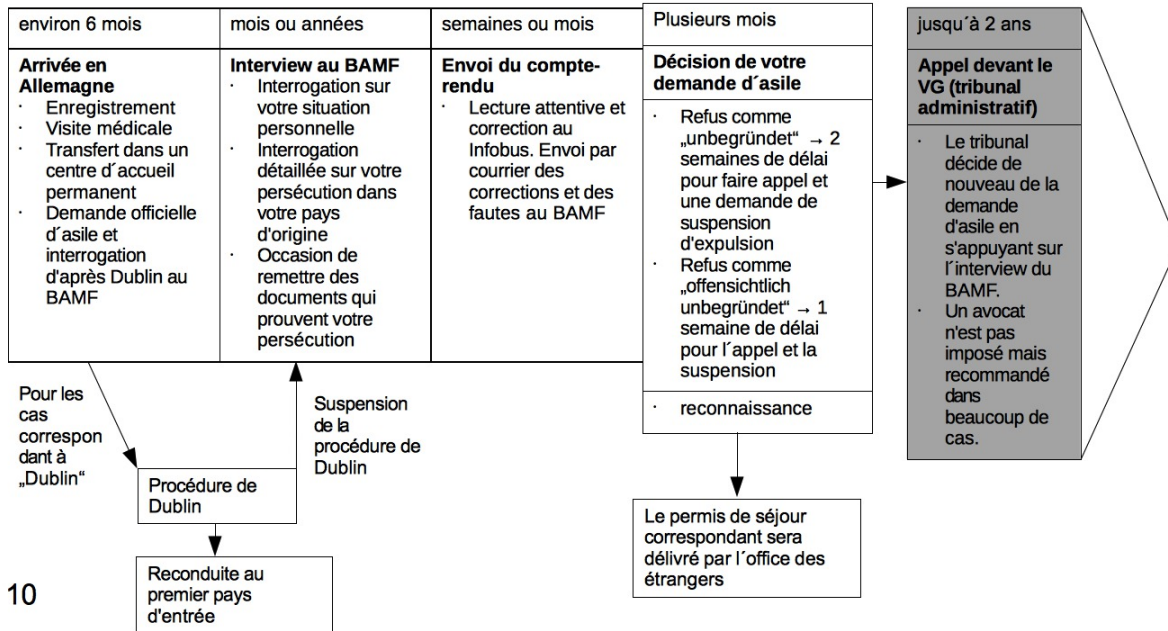 environ 6 mois
Arrivée en
Allemagne
· Enregistrement
· Visite médicale
· Transfert dans un
centre d´accueil
permanent
· Demande officielle
d´asile et
interrogation
d'après Dublin au
BAMF
mois ou années
Interview au BAMF
· Interrogation sur
votre situation
personnelle
· Interrogation
détaillée sur votre
persécution dans
votre pays
d'origine
· Occasion de
remettre des
documents qui
prouvent votre
persécution
semaines ou mois
Envoi du compte-
rendu
· Lecture attentive et
correction au
Infobus. Envoi par
courrier des
corrections et des
fautes au BAMF
Plusieurs mois
Décision de votre
demande d´asile
· Refus comme
„unbegründet“ → 2
semaines de délai
pour faire appel et
une demande de
suspension
d'expulsion
· Refus comme
„offensichtlich
unbegründet“ → 1
semaine de délai
pour l´appel et la
suspension
· reconnaissance
jusqu´à 2 ans
Appel devant le
VG (tribunal
administratif)
· Le tribunal
décide de
nouveau de la
demande
d'asile en
s'appuyant sur
l´interview du
BAMF.
· Un avocat
n'est pas
imposé mais
recommandé
dans
beaucoup de
cas.
Pour les
cas
correspon
dant à
„Dublin“
Suspension
de la
procédure de
Dublin
Procédure de
Dublin
Le permis de séjour
correspondant sera
délivré par l´office des
étrangers
Reconduite au
premier pays
d'entrée
10